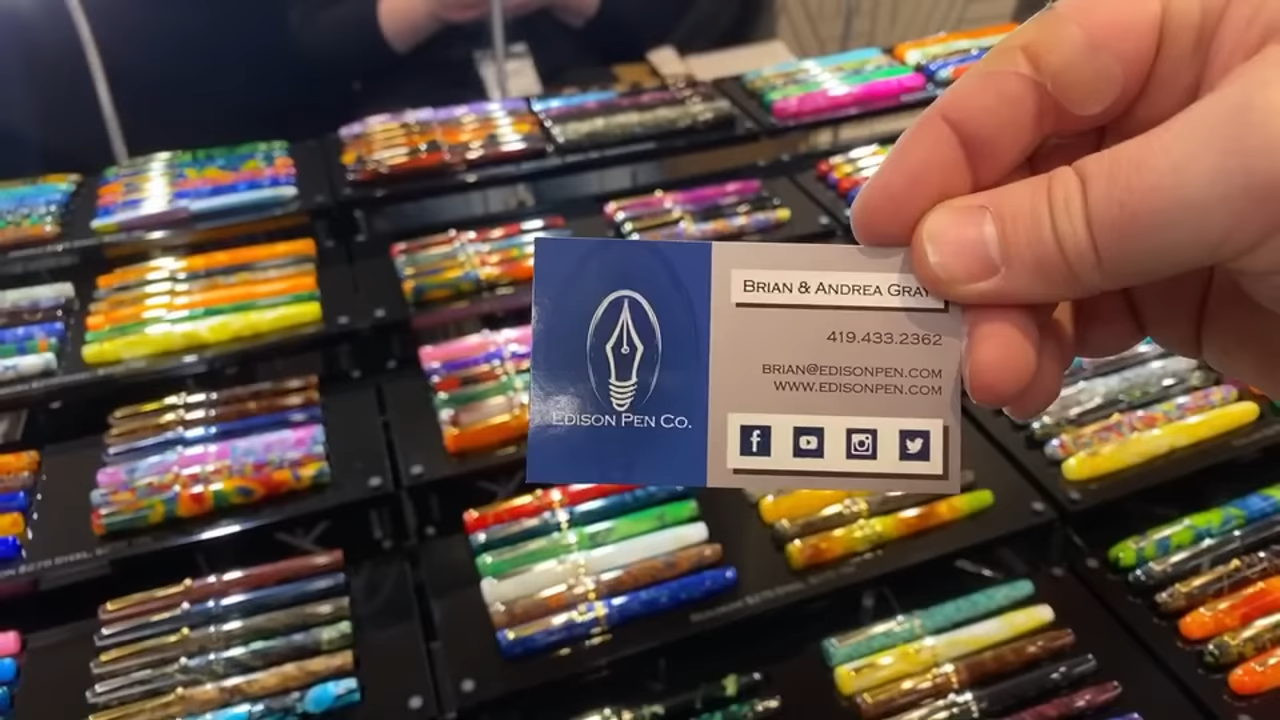 BRIAN & ANDREA GRAY
419.433.2362
BRIAN@EDISONPEN.COM
WWW.EDISONPEN.COM
EDISON PEN CO.
f